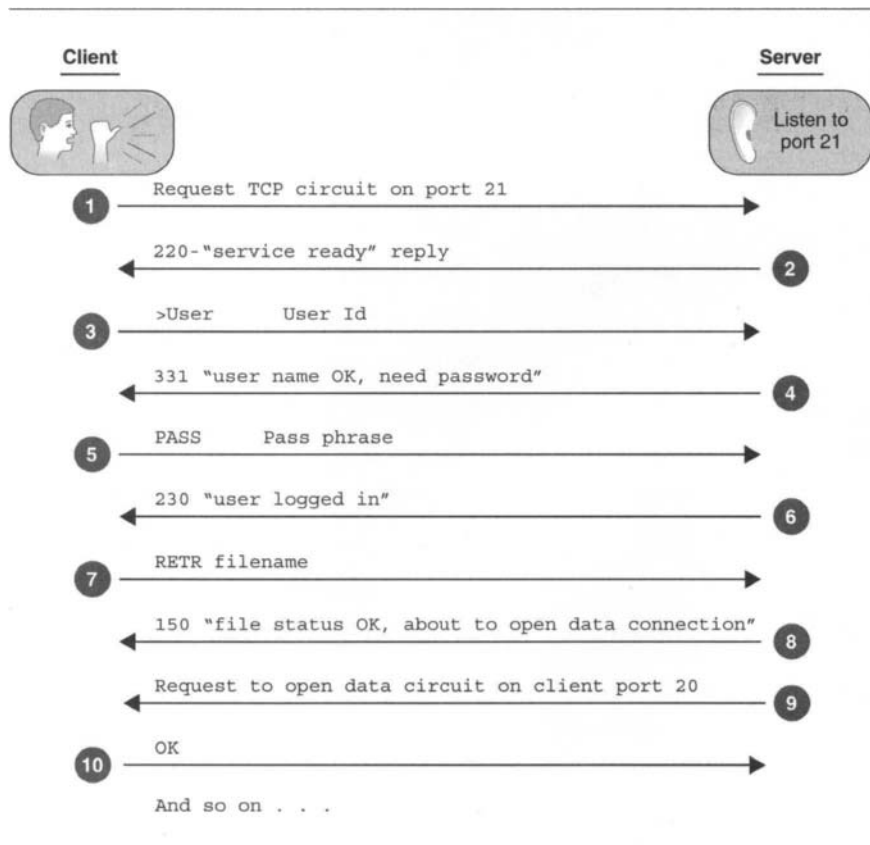 Client
Server
Listen to
port 21
1
Request TCP circuit on port 21
220-“service ready” reply
2
3
>User User Id
331 “user name OK, need password”
4
5
PASS Pass phrase
230 “user logged in”
6
7
RETR filename
150 “file status OK, about to open data connection”
8
Request to open data circuit on client port 20
9
10
OK
And so on . . .